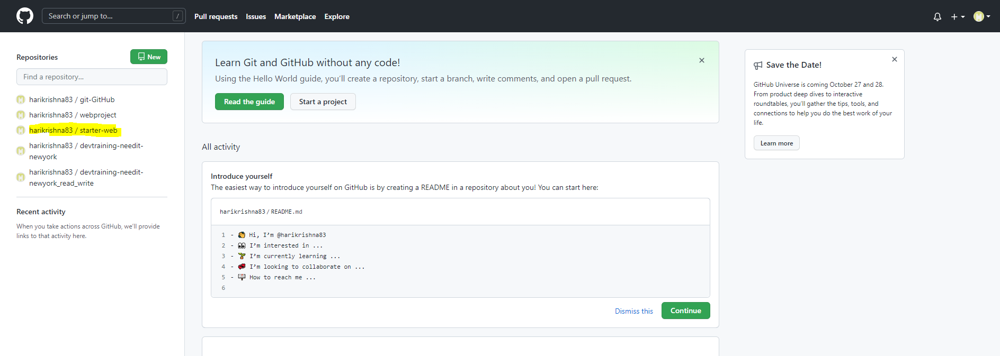 Search or jump to... /
Pull requests
Issues
Marketplace
Explore
Repositories
New
Find a repository...
harikrishna83 / git-GitHub
harikrishna83 / webproject
harikrishna83 / starter-web
harikrishna83 / devtraining-needit-
newyork
harikrishna83 / devtraining-needit-
newyork_read_write
Recent activity
When you take actions across GitHub, we'll provide
links to that activity here.
Learn Git and GitHub without any code!
Using the Hello World guide, you'll create a repository, start a branch, write comments, and open a pull request.
Read the guide
Start a project
All activity
Introduce yourself
The easiest way to introduce yourself on GitHub is by creating a README in a repository about you! You can start here:
harikrishna83 / README.md
1 - 👋 Hi, I'm @harikrishna83
2 - 👀 I'm interested in ...
3 - 🌱 I'm currently learning ...
4 - 💞️ I'm looking to collaborate on ...
5 - 📫 How to reach me ...
6
Dismiss this
Continue
Save the Date!
GitHub Universe is coming October 27 and 28.
From product deep dives to interactive
roundtables, you'll gather the tips, tools, and
connections to help you do the best work of your
life.
Learn more